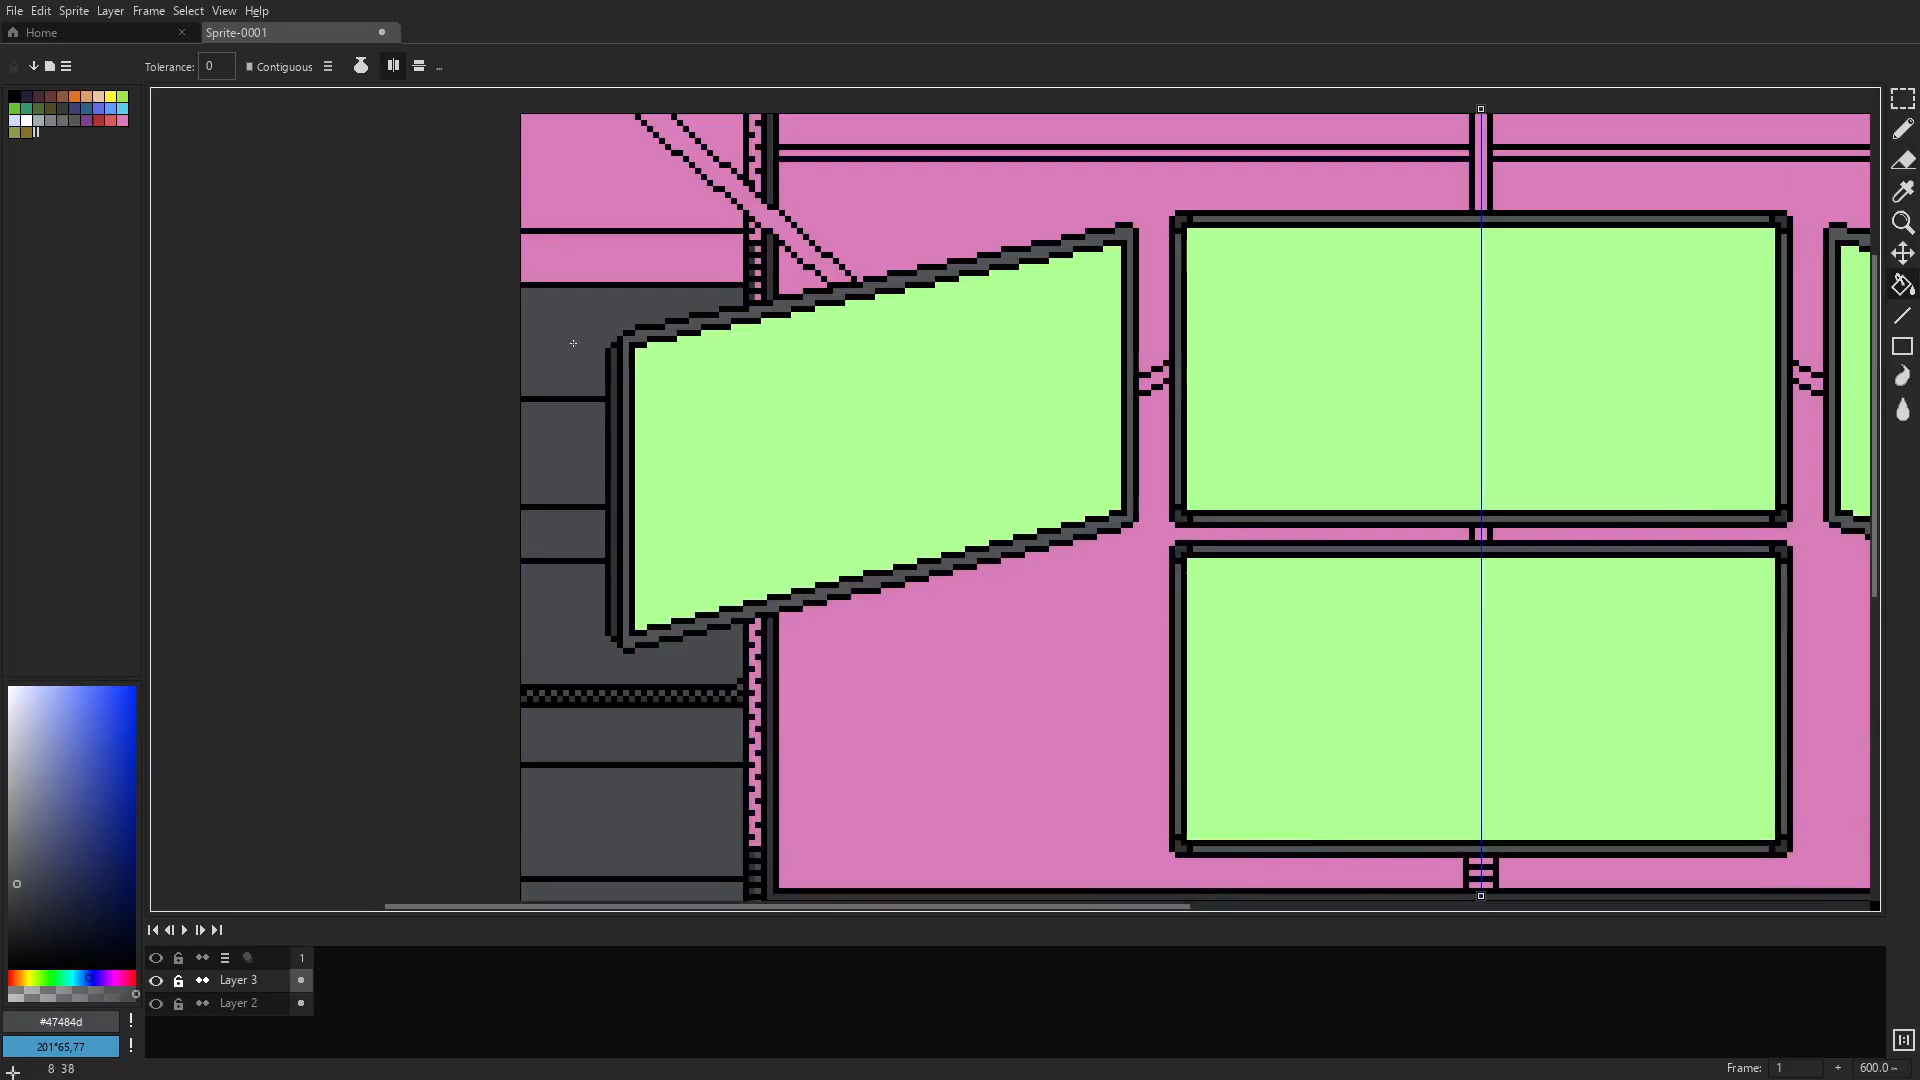 File Edit Sprite Layer Frame Select View Help
Home
Sprite-0001
Tolerance: 0 Contiguous
...
1
Layer 3
Layer 2
#47484d !
201°65,77 !
8 38
Frame: 1 + 600.0